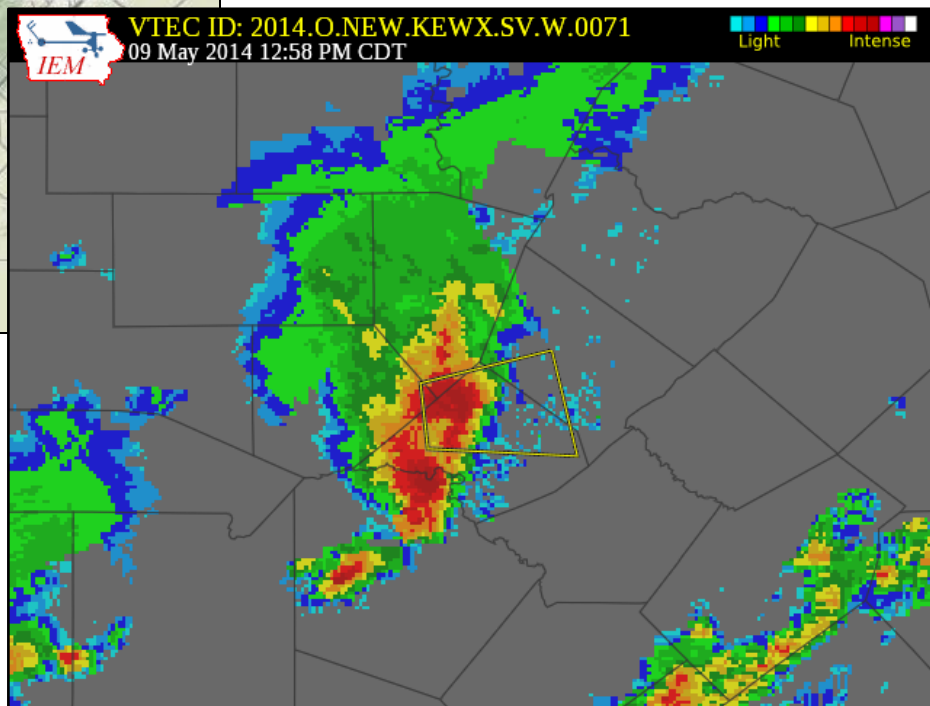 VTEC ID: 2014.O.NEW.KEWX.SV.W.0071
09 May 2014 12:58 PM CDT
IEM
Light Intense